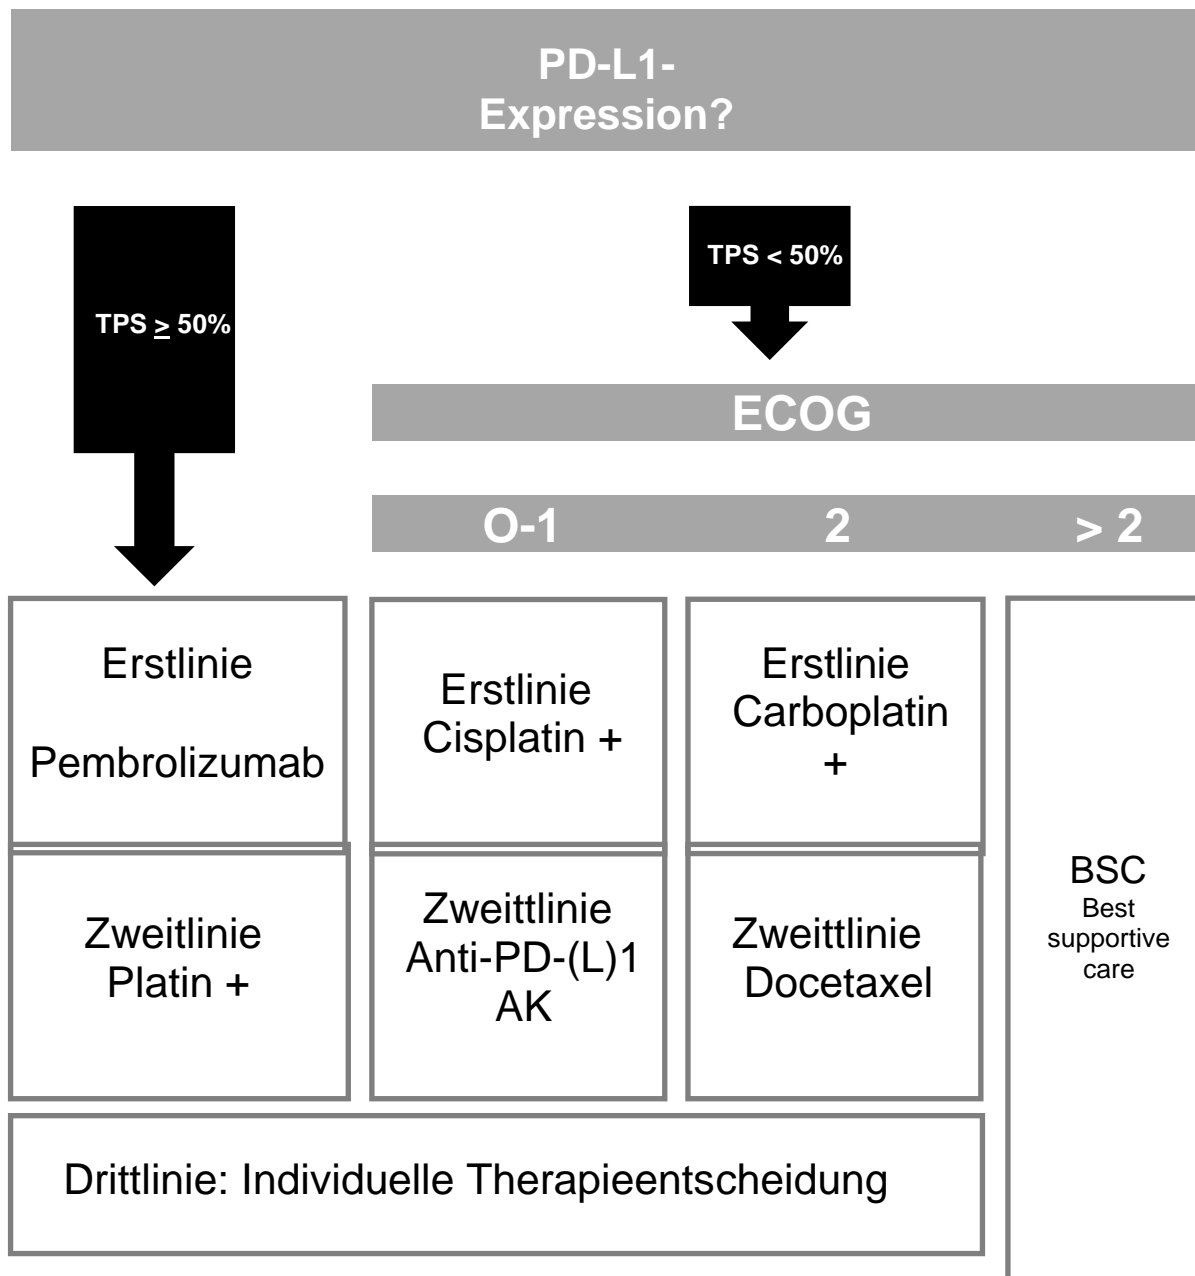 PD-L1-
Expression?
TPS ≥ 50%
TPS < 50%
ECOG
O-1
2
> 2
Erstlinie
Pembrolizumab
Erstlinie
Cisplatin +
Erstlinie
Carboplatin
+
Zweitlinie
Platin +
Zweittlinie
Anti-PD-(L)1
AK
Zweittlinie
Docetaxel
BSC
Best
supportive
care
Drittlinie: Individuelle Therapieentscheidung